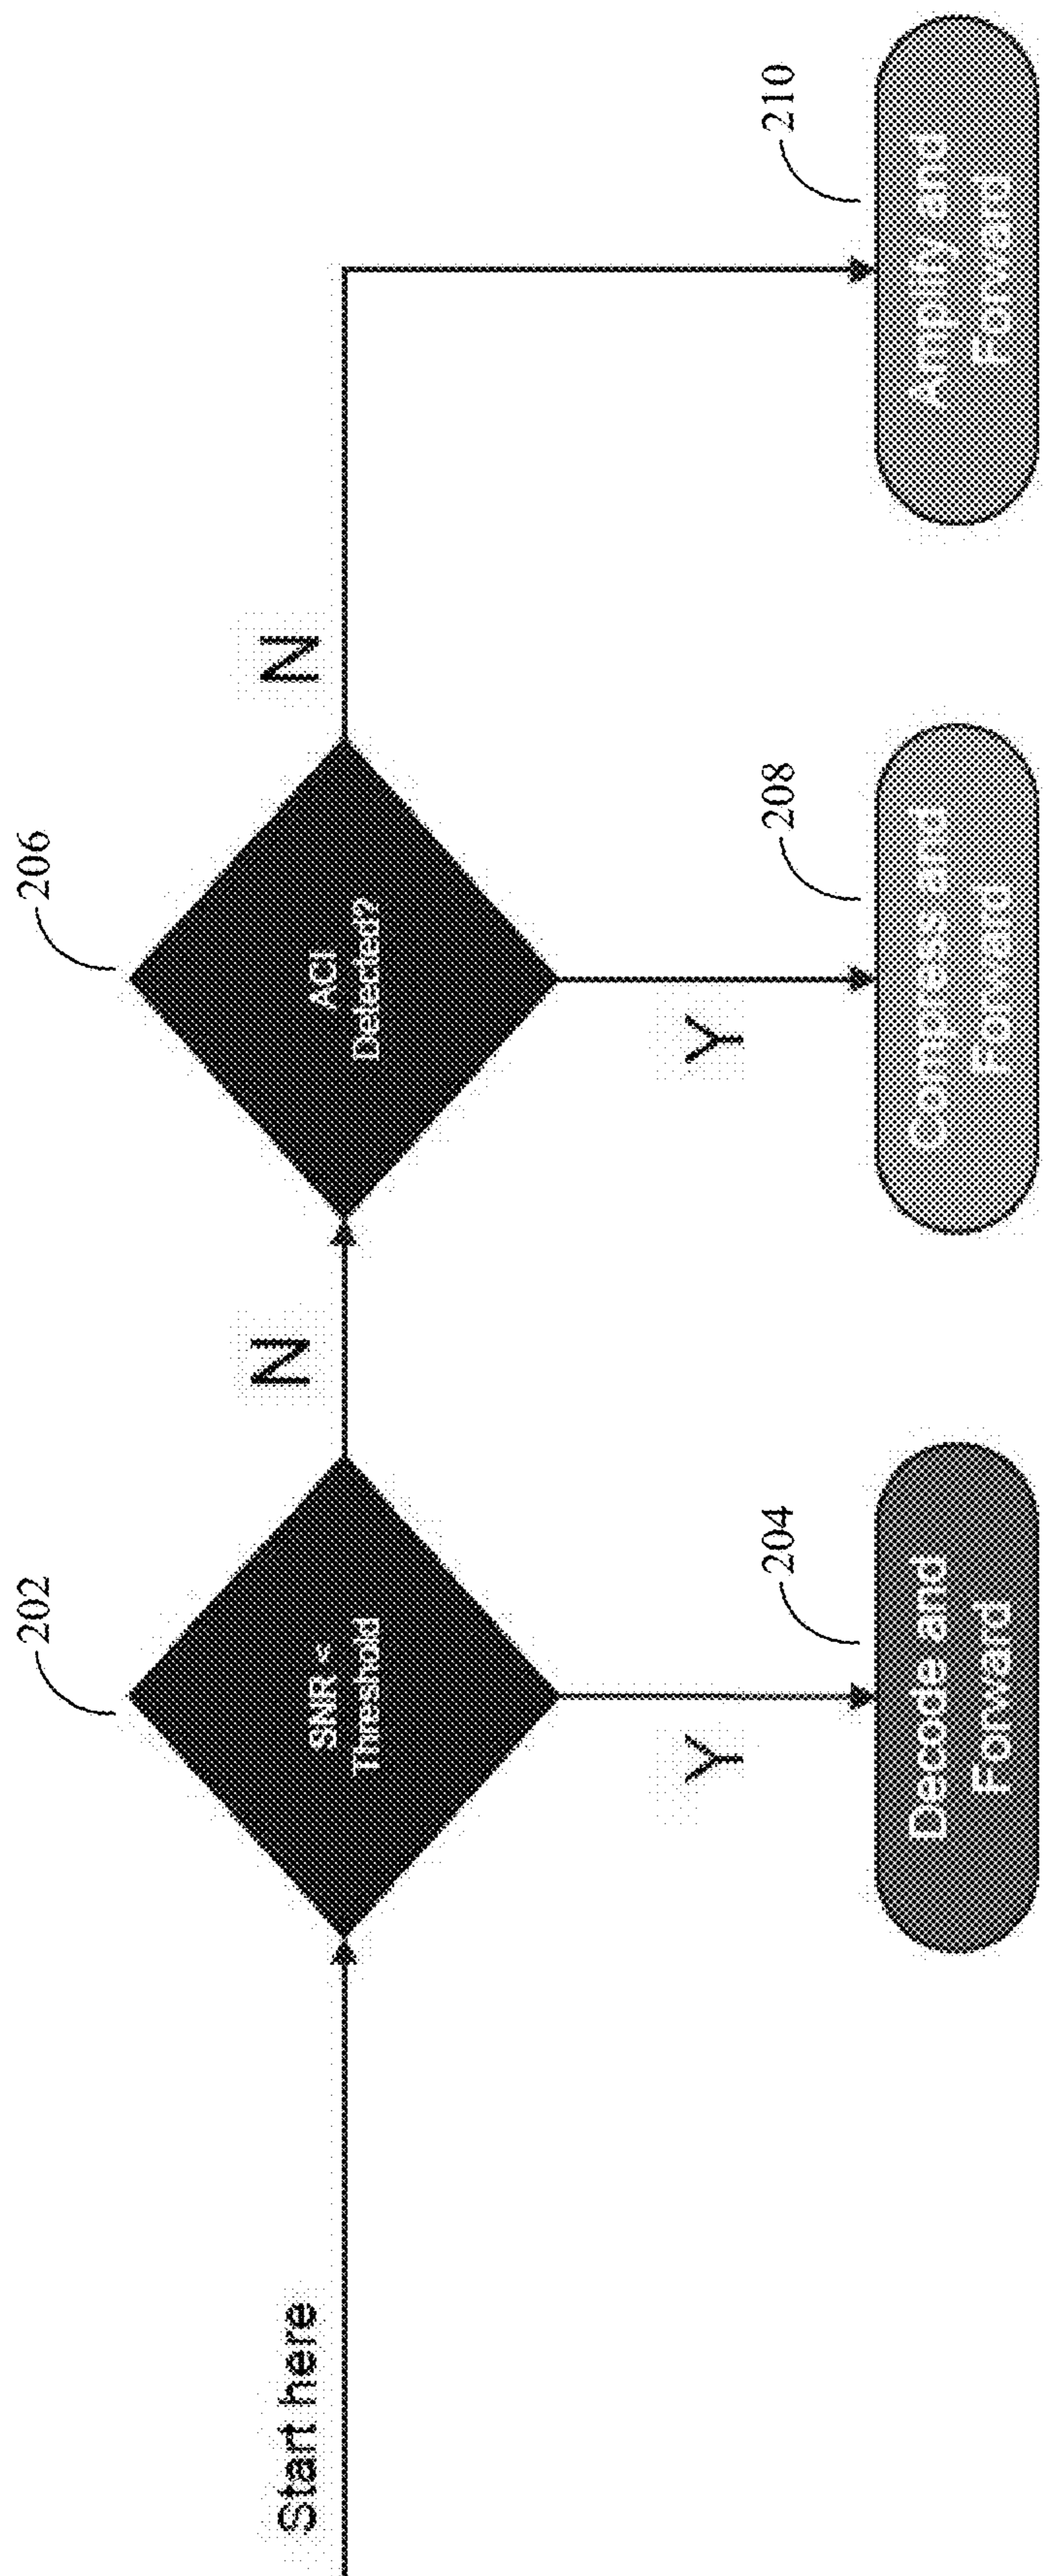 Start here
202
SNR <
Threshold
N
Y
204
Decode and
Forward
206
ACI
Detected?
N
Y
208
Compress and
Forward
210
Amplify and
Forward